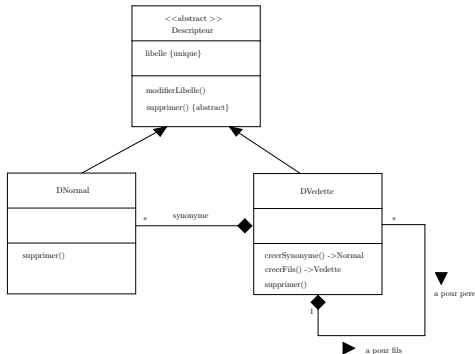 <<abstract >>
Descripteur
libelle {unique}
modifierLibelle()
supprimer() {abstract}
DNormal
supprimer()
*
synonyme
DVedette
creerSynonyme() ->Normal
creerFils() ->Vedette
supprimer()
*
a pour pere
1
a pour fils